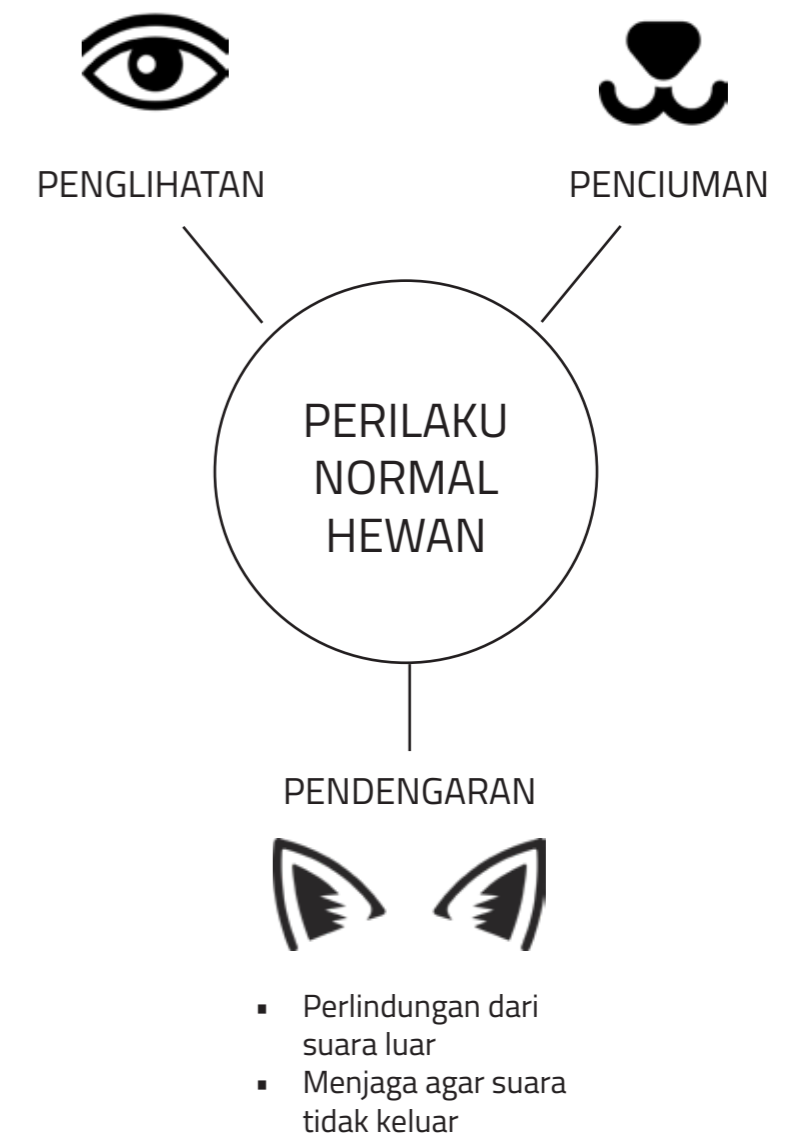 PENGLIHATAN
PENCIUMAN
PERILAKU
NORMAL
HEWAN
PENDENGARAN
▪ Perlindungan dari
suara luar
▪ Menjaga agar suara
tidak keluar